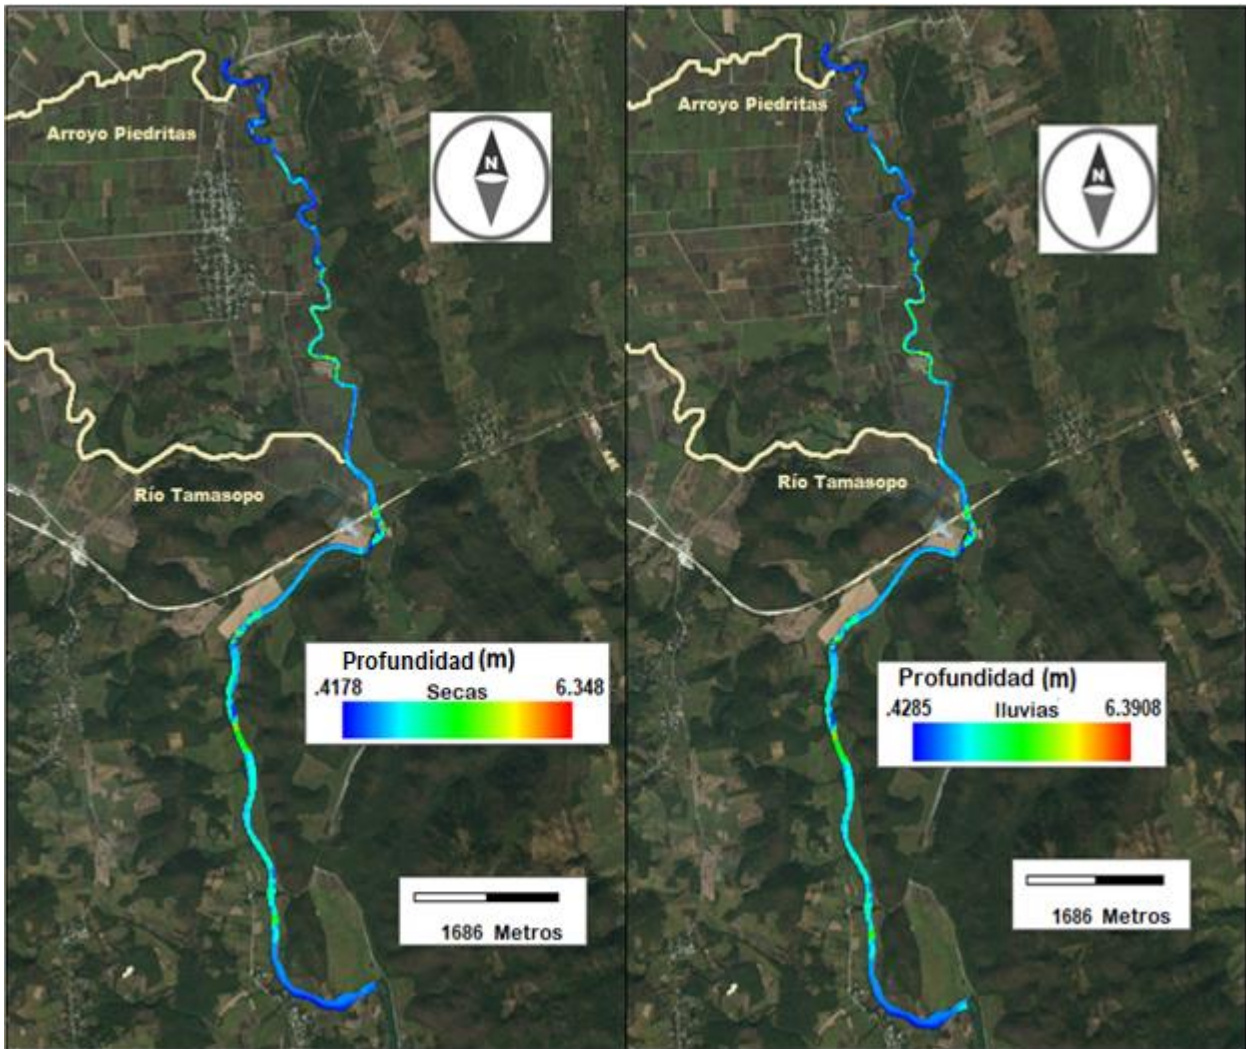 Arroyo Piedritas
N
Río Tamasopo
Profundidad (m)
.4178 Secas 6.348
1686 Metros
Arroyo Piedritas
N
Río Tamasopo
Profundidad (m)
.4285 lluvias 6.3908
1686 Metros